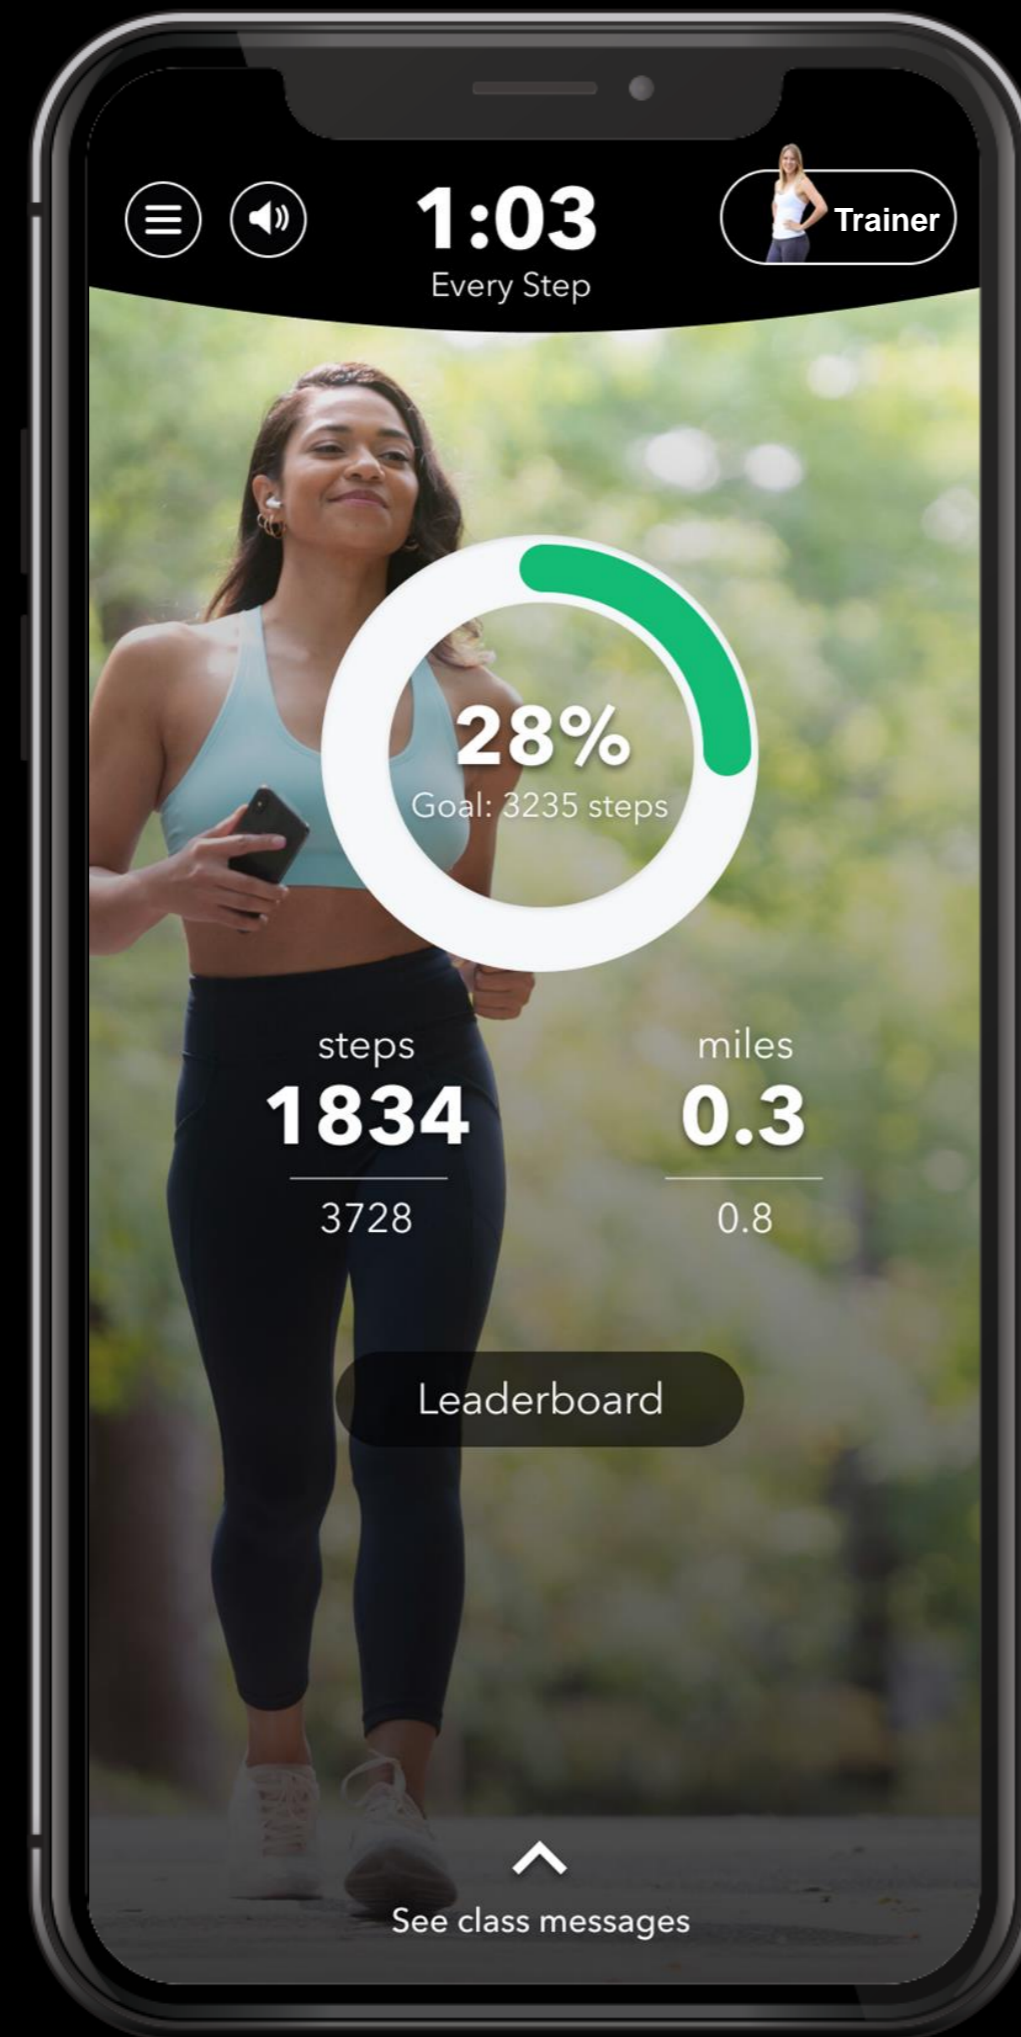 1:03
Every Step
Trainer
28%
Goal: 3235 steps
steps
1834
3728
miles
0.3
0.8
Leaderboard
See class messages